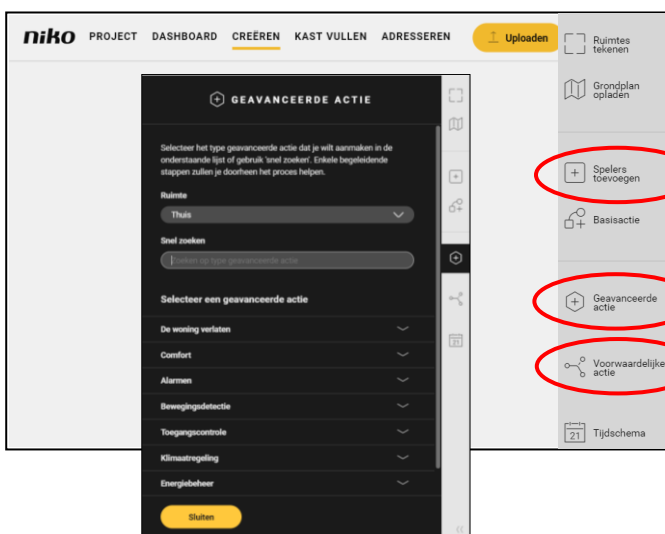 niko PROJECT DASHBOARD CREËREN KAST VULLEN ADRESSEREN Uploaden
GEAVANCEERDE ACTIE
Selecteer het type geavanceerde actie dat je wilt aanmaken in de
onderstaande lijst of gebruik 'snel zoeken'. Enkele begeleidende
stappen zullen je doorheen het proces helpen.
Ruimte
Thuis
Snel zoeken
Zoeken op type geavanceerde actie
Selecteer een geavanceerde actie
De woning verlaten
Comfort
Alarmen
Bewegingsdetectie
Toegangscontrole
Klimaatregeling
Energiebeheer
Sluiten
21
Ruimtes
tekenen
Grondplan
opladen
Spelers
toevoegen
Basisactie
Geavanceerde
actie
Voorwaardelijke
actie
21 Tijdschema